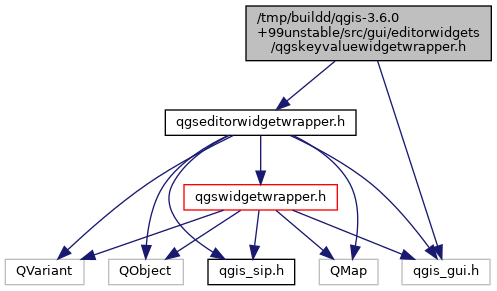 /tmp/buildd/qgis-3.6.0
+99unstable/src/gui/editorwidgets
/qgskeyvaluewidgetwrapper.h
qgseditorwidgetwrapper.h
qgswidgetwrapper.h
QVariant
QObject
qgis_sip.h
QMap
qgis_gui.h